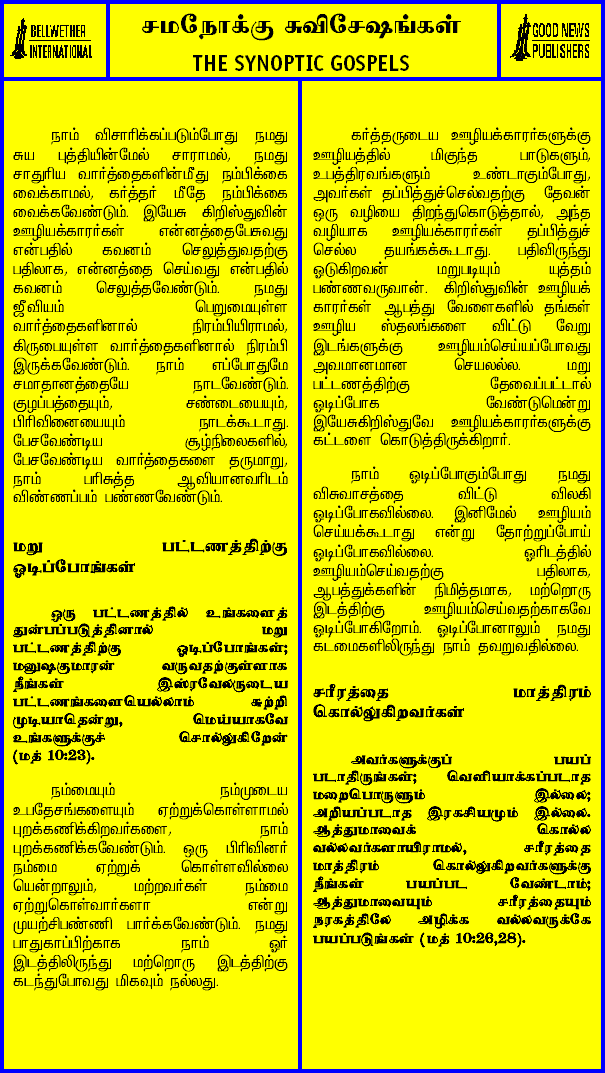 BELLWETHER
INTERNATIONAL
சமநோக்கு சுவிசேஷங்கள்
THE SYNOPTIC GOSPELS
GOOD NEWS
PUBLISHERS
நாம் விசாரிக்கப்படும்போது நமது
சுய புத்தியின்மேல் சாராமல், நமது
சாதுரிய வார்த்தைகளின்மீது நம்பிக்கை
வைக்காமல், கர்த்தர் மீதே நம்பிக்கை
வைக்கவேண்டும். இயேசு கிறிஸ்துவின்
ஊழியக்காரர்கள் என்னத்தைபேசுவது
என்பதில் கவனம் செலுத்துவதற்கு
பதிலாக, என்னத்தை செய்வது என்பதில்
கவனம் செலுத்தவேண்டும். நமது
ஜீவியம் பெறுமையுள்ள
வார்த்தைகளினால் நிரம்பியிராமல்,
கிருபையுள்ள வார்த்தைகளினால் நிரம்பி
இருக்கவேண்டும். நாம் எப்போதுமே
சமாதானத்தையே நாடவேண்டும்.
குழப்பத்தையும், சண்டையையும்,
பிரிவினையையும் நாடக்கூடாது.
பேசவேண்டிய சூழ்நிலைகளில்,
பேசவேண்டிய வார்த்தைகளை தருமாறு,
நாம் பரிசுத்த ஆவியானவரிடம்
விண்ணப்பம் பண்ணவேண்டும்.
மறு பட்டணத்திற்கு
ஓடிப்போங்கள்
ஒரு பட்டணத்தில் உங்களைத்
துன்பப்படுத்தினால் மறு
பட்டணத்திற்கு ஓடிப்போங்கள்;
மனுஷகுமாரன் வருவதற்குள்ளாக
நீங்கள் இஸ்ரவேலருடைய
பட்டணங்களையெல்லாம் சுற்றி
முடியாதென்று, மெய்யாகவே
உங்களுக்குச் சொல்லுகிறேன்
(மத் 10:23).
நம்மையும் நம்முடைய
உபதேசங்களையும் ஏற்றுக்கொள்ளாமல்
புறக்கணிக்கிறவர்களை, நாம்
புறக்கணிக்கவேண்டும். ஒரு பிரிவினர்
நம்மை ஏற்றுக் கொள்ளவில்லை
யென்றாலும், மற்றவர்கள் நம்மை
ஏற்றுகொள்வார்களா என்று
முயற்சிபண்ணி பார்க்கவேண்டும். நமது
பாதுகாப்பிற்காக நாம் ஓர்
இடத்திலிருந்து மற்றொரு இடத்திற்கு
கடந்துபோவது மிகவும் நல்லது.
கர்த்தருடைய ஊழியக்காரர்களுக்கு
ஊழியத்தில் மிகுந்த பாடுகளும்,
உபத்திரவங்களும் உண்டாகும்போது,
அவர்கள் தப்பித்துச்செல்வதற்கு தேவன்
ஒரு வழியை திறந்துகொடுத்தால், அந்த
வழியாக ஊழியக்காரர்கள் தப்பித்துச்
செல்ல தயங்கக்கூடாது. பதிவிருந்து
ஓடுகிறவன் மறுபடியும் யுத்தம்
பண்ணவருவான். கிறிஸ்துவின் ஊழியக்
காரர்கள் ஆபத்து வேளைகளில் தங்கள்
ஊழிய ஸ்தலங்களை விட்டு வேறு
இடங்களுக்கு ஊழியம்செய்யப்போவது
அவமானமான செயலல்ல. மறு
பட்டணத்திற்கு தேவைப்பட்டால்
ஓடிப்போக வேண்டுமென்று
இயேசுகிறிஸ்துவே ஊழியக்காரர்களுக்கு
கட்டளை கொடுத்திருக்கிறார்.
நாம் ஓடிப்போகும்போது நமது
விசுவாசத்தை விட்டு விலகி
ஓடிப்போகவில்லை. இனிமேல் ஊழியம்
செய்யக்கூடாது என்று தோற்றுப்போய்
ஓடிப்போகவில்லை. ஓரிடத்தில்
ஊழியம்செய்வதற்கு பதிலாக,
ஆபத்துக்களின் நிமித்தமாக, மற்றொரு
இடத்திற்கு ஊழியம்செய்வதற்காகவே
ஓடிப்போகிறோம். ஓடிப்போனாலும் நமது
கடமைகளிலிருந்து நாம் தவறுவதில்லை.
சரீரத்தை மாத்திரம்
கொல்லுகிறவர்கள்
அவர்களுக்குப் பயப்
படாதிருங்கள்; வெளியாக்கப்படாத
மறைபொருளும் இல்லை;
அறியப்படாத இரகசியமும் இல்லை.
ஆத்துமாவைக் கொல்ல
வல்லவர்களாயிராமல், சரீரத்தை
மாத்திரம் கொல்லுகிறவர்களுக்கு
நீங்கள் பயப்பட வேண்டாம்;
ஆத்துமாவையும் சரீரத்தையும்
நரகத்திலே அழிக்க வல்லவருக்கே
பயப்படுங்கள் (மத் 10:26,28).